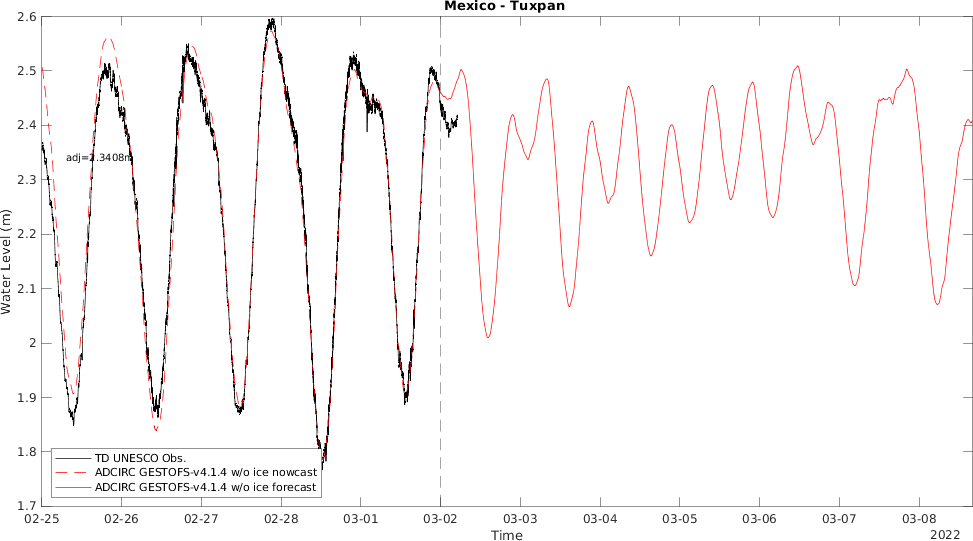 Mexico - Tuxpan
2.6
2.5
2.4
2.3
2.2
2.1
2
1.9
1.8
1.7
Water Level (m)
adj=2.3408m
TD UNESCO Obs.
ADCIRC GESTOFS-v4.1.4 w/o ice nowcast
ADCIRC GESTOFS-v4.1.4 w/o ice forecast
02-25 02-26 02-27 02-28 03-01 03-02 03-03 03-04 03-05 03-06 03-07 03-08
Time
2022